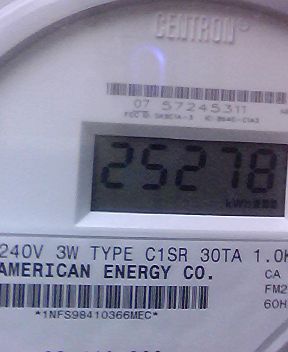 CENTRON®
07 57245311
25278
kWh
240V 3W TYPE C1SR 30TA 1.0K
AMERICAN ENERGY CO.
CA
FM2
60H
*1NFS98410366MEC*